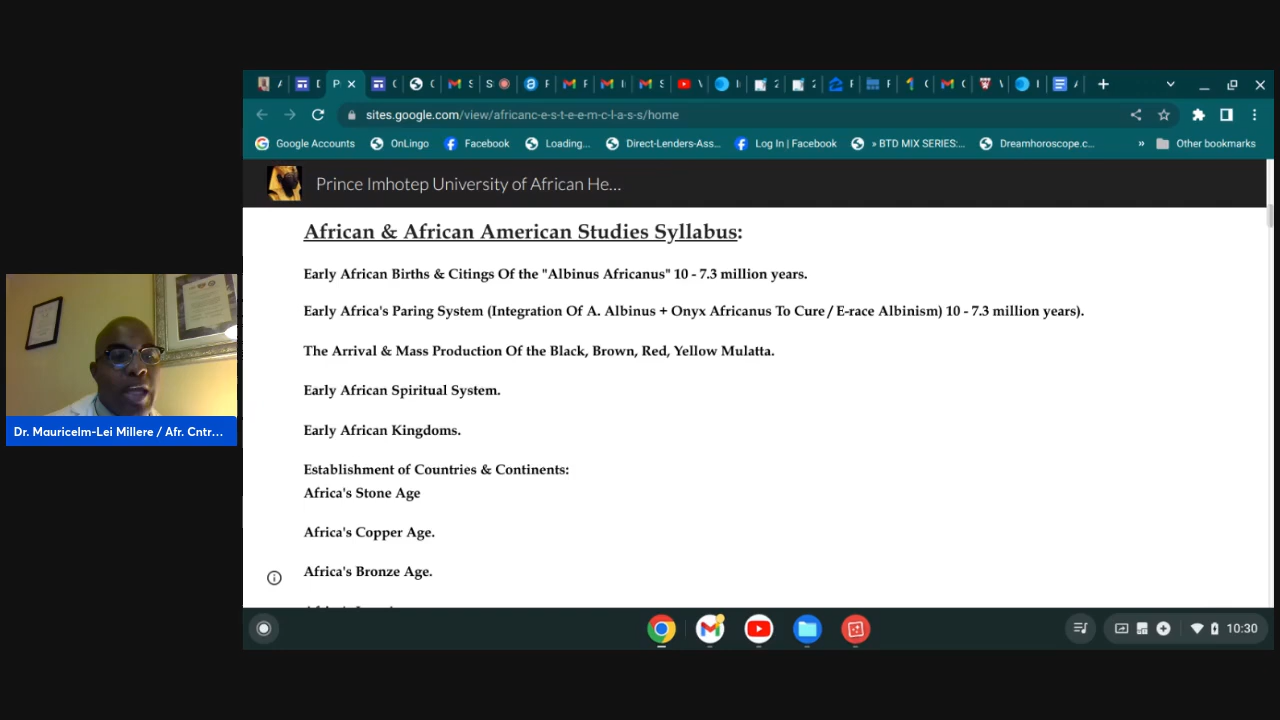 sites.google.com/view/africanc-e-s-t-e-e-m-c-l-a-s-s/home
Google Accounts OnLingo Facebook Loading... Direct-Lenders-Ass... Log In | Facebook » BTD MIX SERIES:... Dreamhoroscope.c... » Other bookmarks
Prince Imhotep University of African He...
African & African American Studies Syllabus:
Early African Births & Citings Of the "Albinus Africanus" 10 - 7.3 million years.
Early Africa's Paring System (Integration Of A. Albinus + Onyx Africanus To Cure / E-race Albinism) 10 - 7.3 million years).
The Arrival & Mass Production Of the Black, Brown, Red, Yellow Mulatta.
Early African Spiritual System.
Dr. Mauricelm-Lei Millere / Afr. Cntr...
Early African Kingdoms.
Establishment of Countries & Continents:
Africa's Stone Age
Africa's Copper Age.
Africa's Bronze Age.
10:30